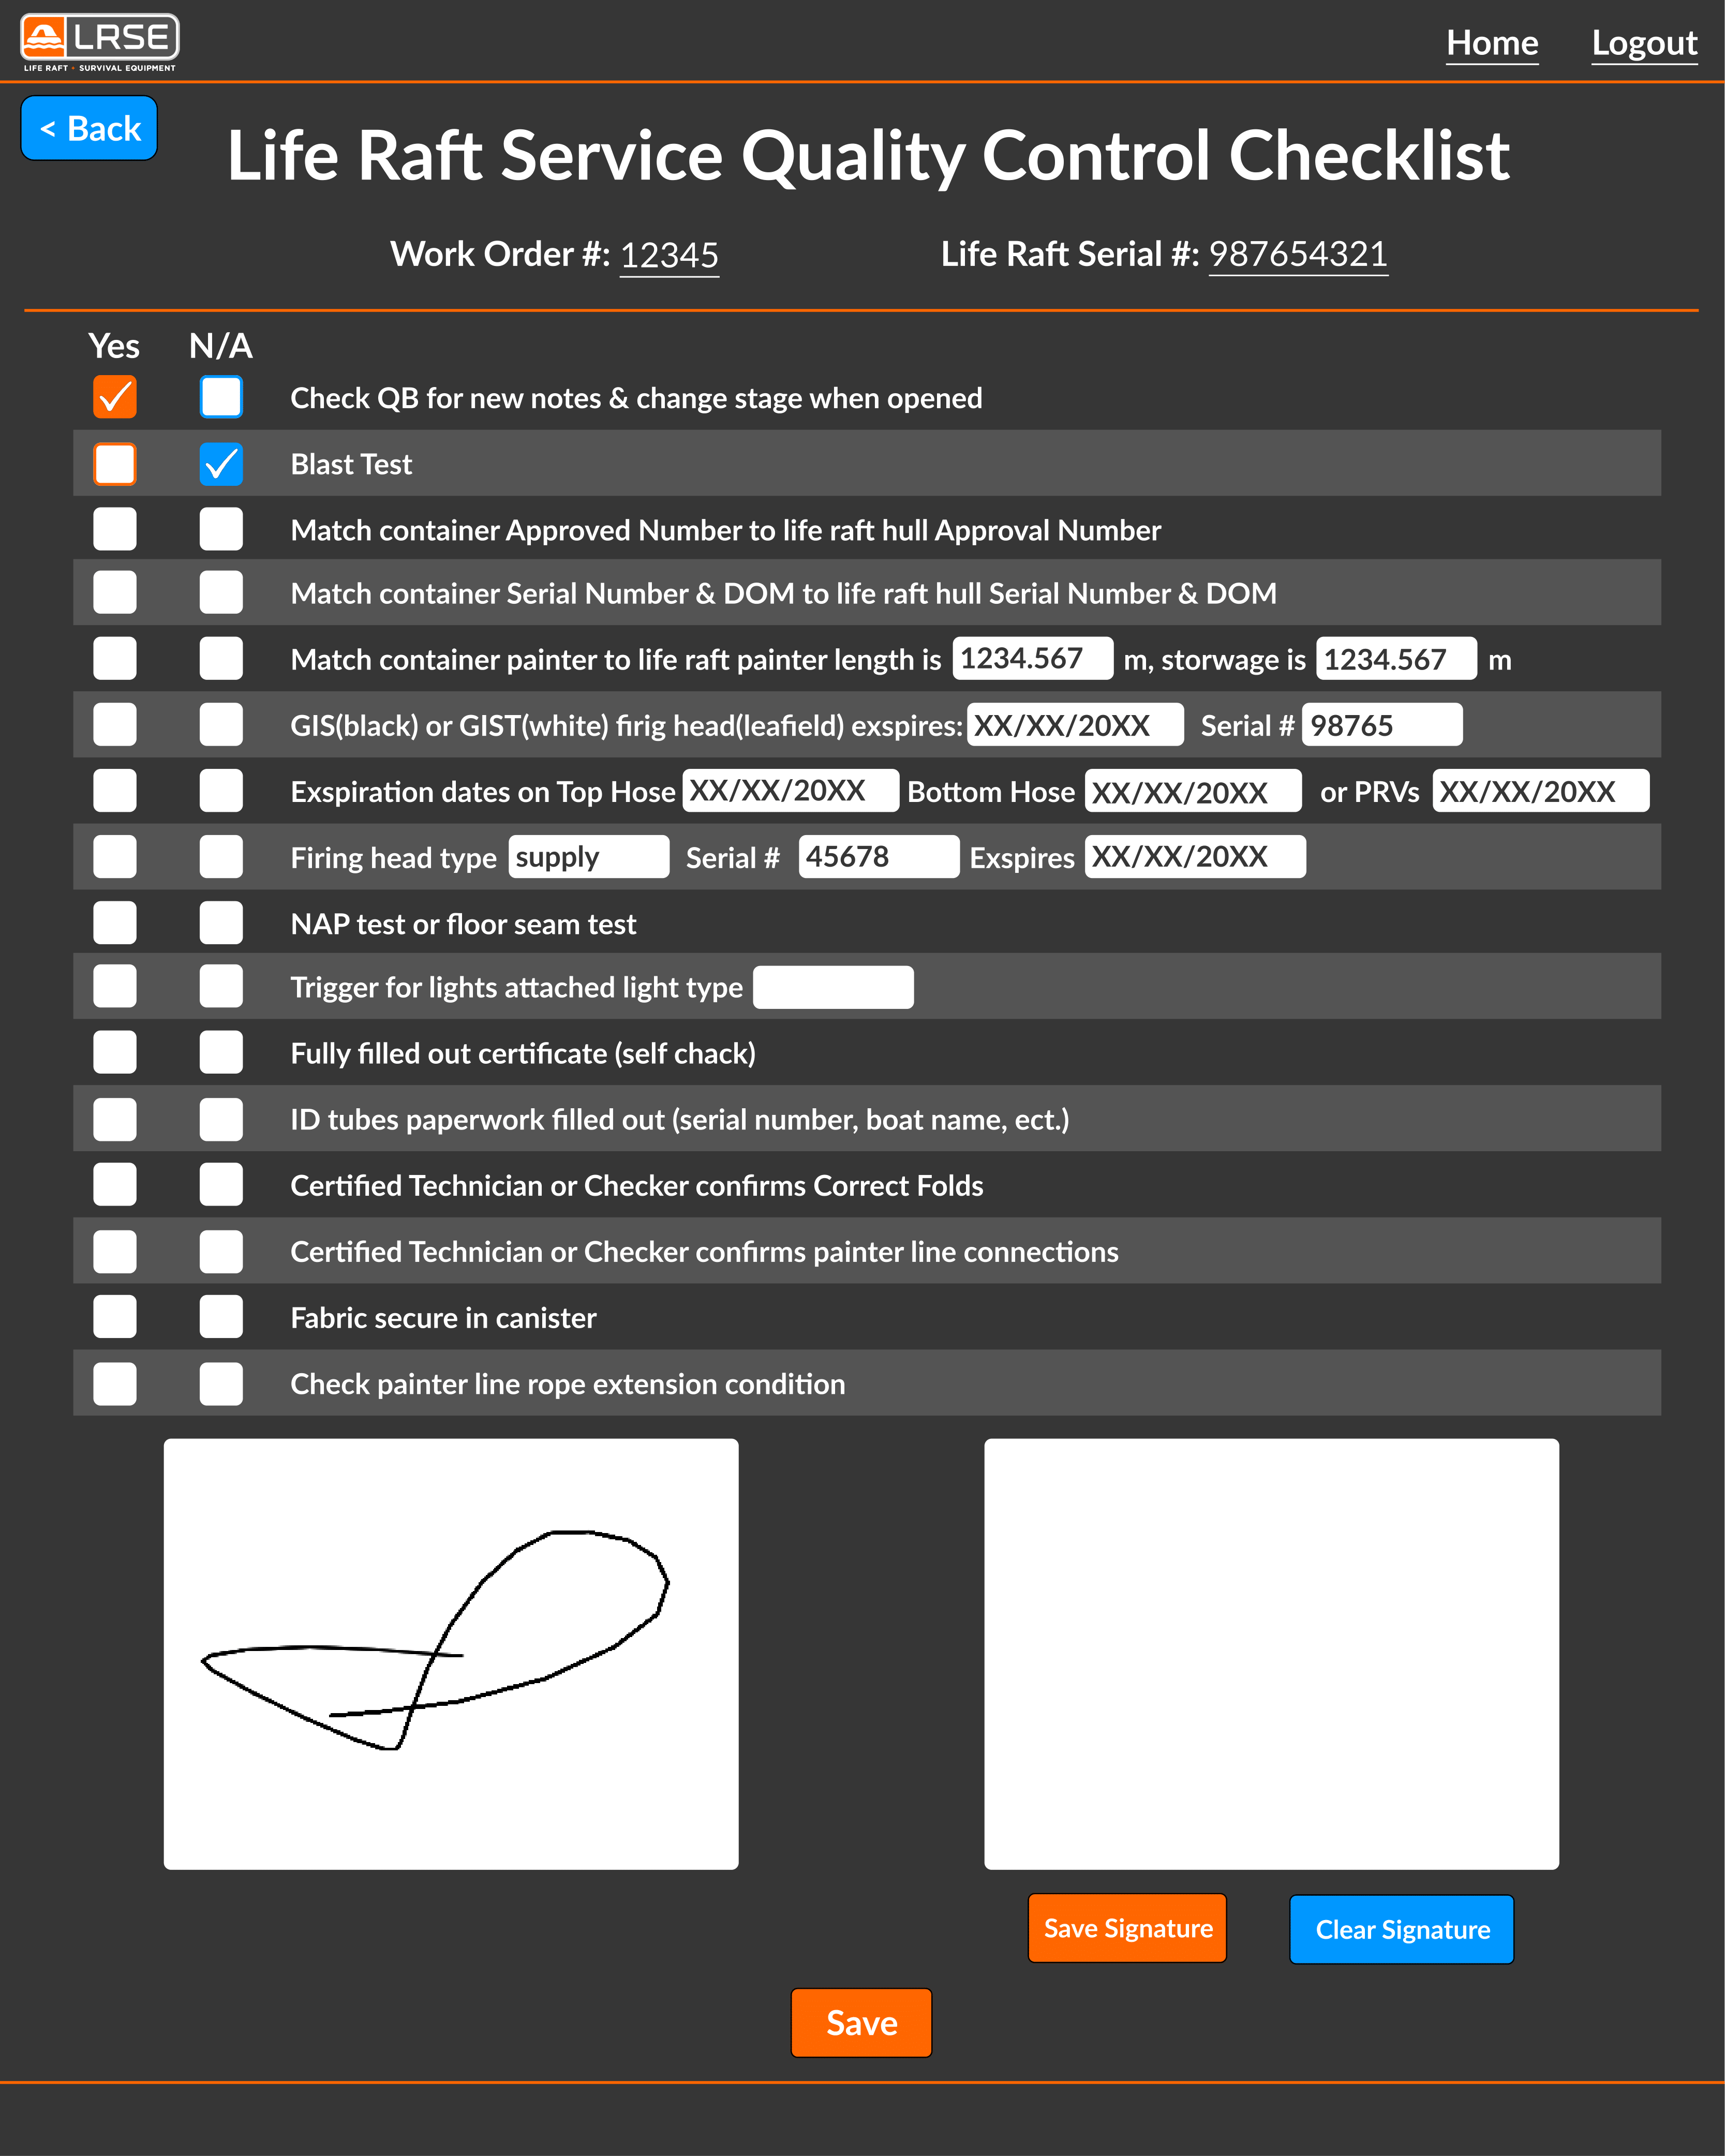 LRSE
LIFE RAFT - SURVIVAL EQUIPMENT
Home Logout
< Back
Life Raft Service Quality Control Checklist
Work Order #: 12345 Life Raft Serial #: 987654321
Yes N/A
Check QB for new notes & change stage when opened
Blast Test
Match container Approved Number to life raft hull Approval Number
Match container Serial Number & DOM to life raft hull Serial Number & DOM
Match container painter to life raft painter length is 1234.567 m, storwage is 1234.567 m
GIS(black) or GIST(white) firig head(leafield) exspires: XX/XX/20XX Serial # 98765
Exspiration dates on Top Hose XX/XX/20XX Bottom Hose XX/XX/20XX or PRVs XX/XX/20XX
Firing head type supply Serial # 45678 Exspires XX/XX/20XX
NAP test or floor seam test
Trigger for lights attached light type
Fully filled out certificate (self chack)
ID tubes paperwork filled out (serial number, boat name, ect.)
Certified Technician or Checker confirms Correct Folds
Certified Technician or Checker confirms painter line connections
Fabric secure in canister
Check painter line rope extension condition
Save Signature Clear Signature
Save